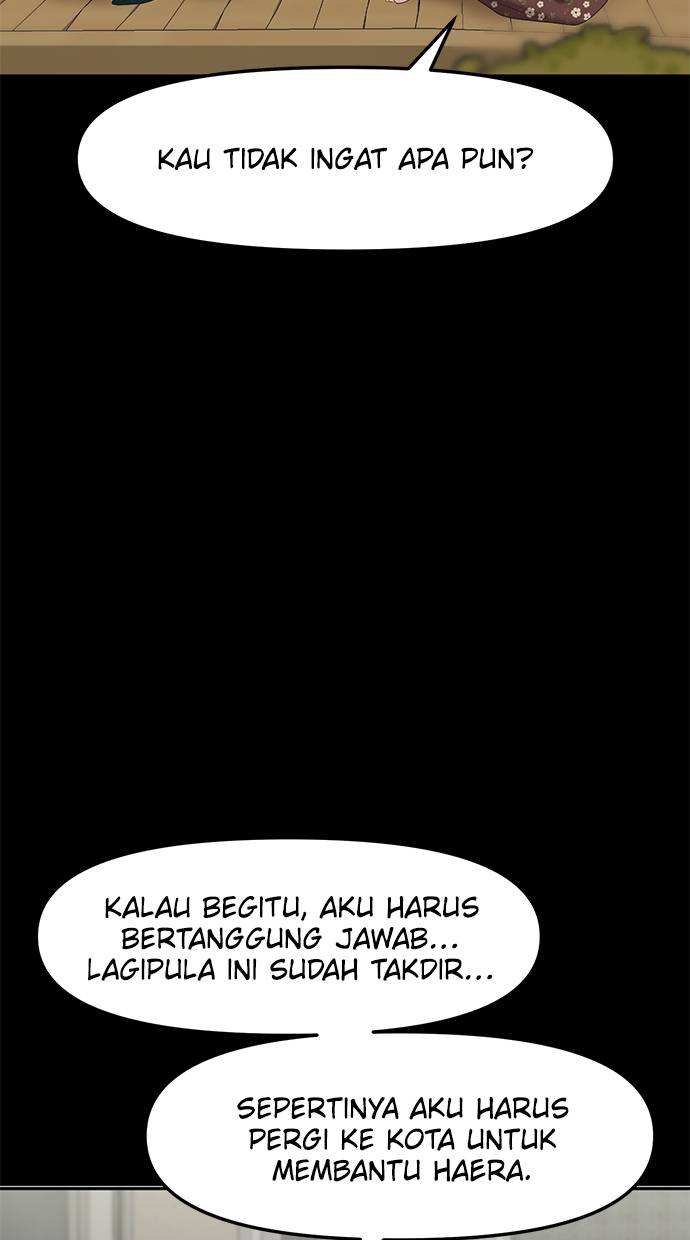 KAU TIDAK INGAT APA PUN?
KALAU BEGITU, AKU HARUS
BERTANGGUNG JAWAB...
LAGIPULA INI SUDAH TAKDIR...
SEPERTINYA AKU HARUS
PERGI KE KOTA UNTUK
MEMBANTU HAERA.